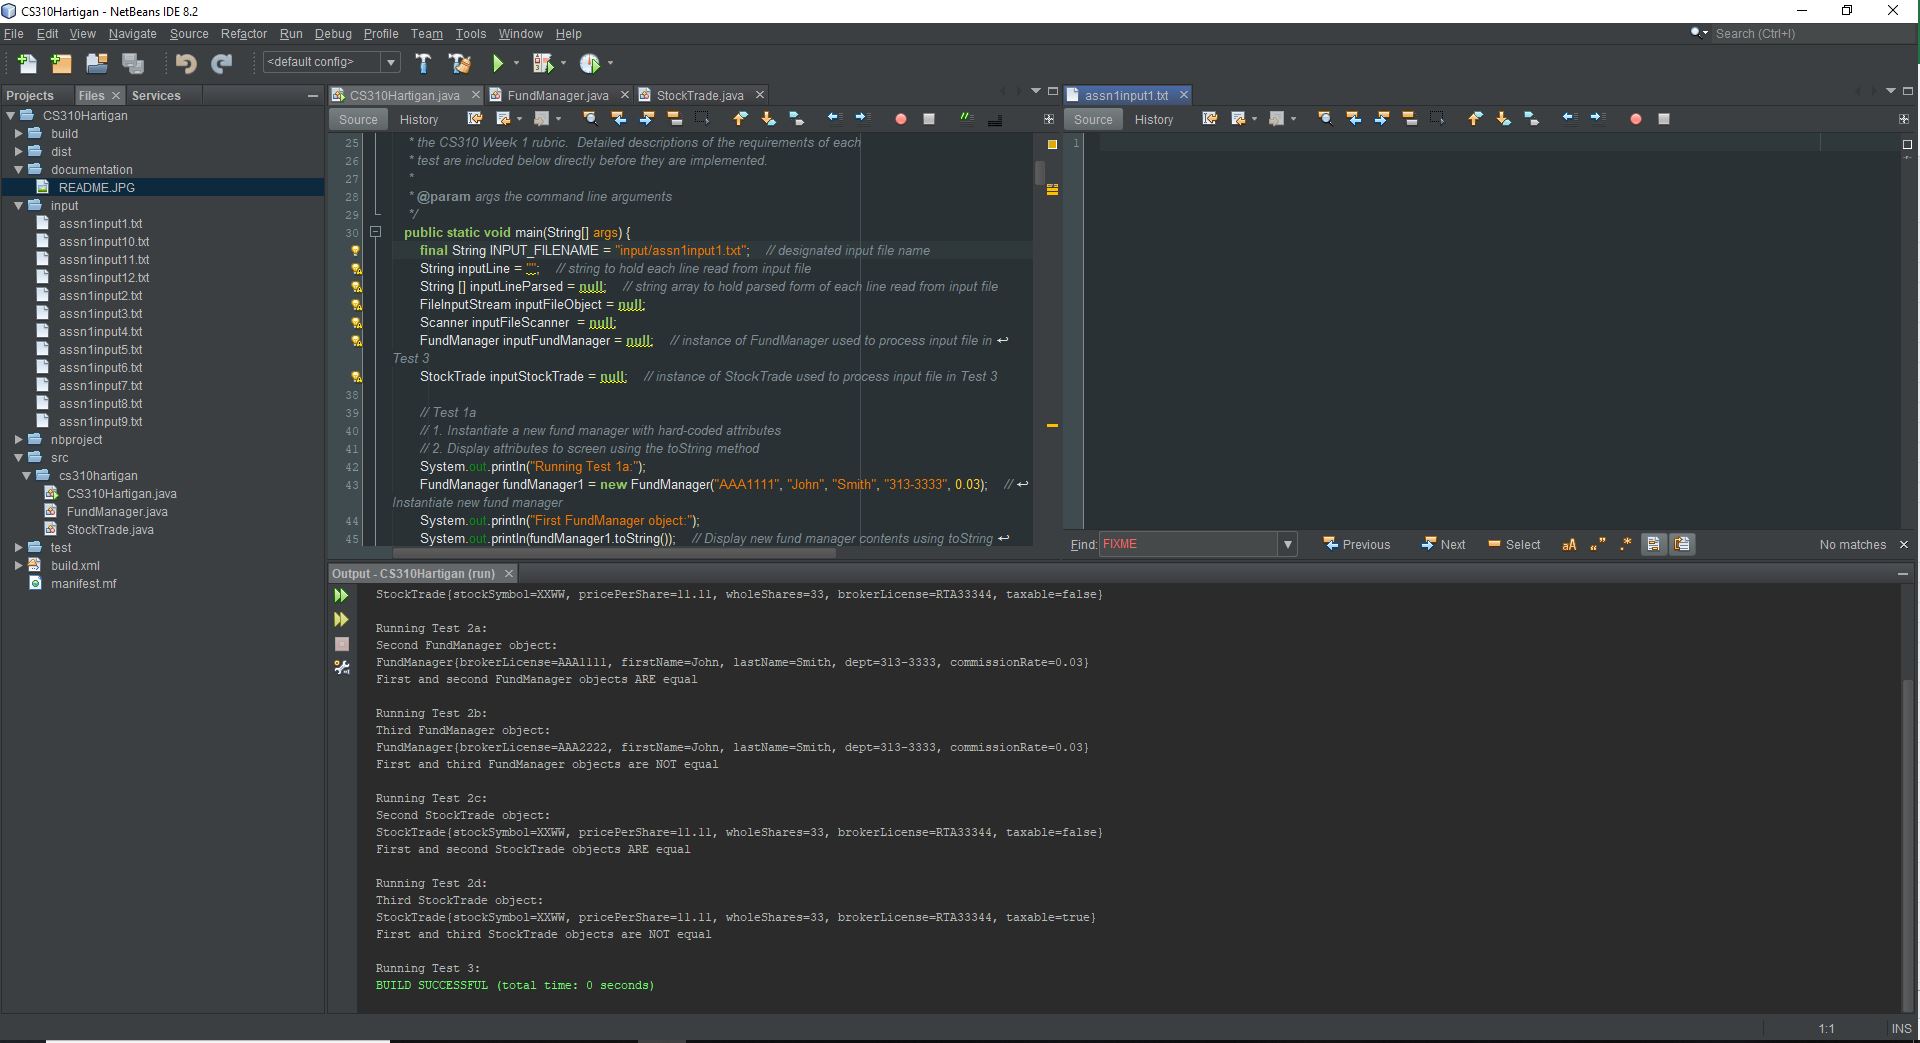 CS310Hartigan - NetBeans IDE 8.2
File Edit View Navigate Source Refactor Run Debug Profile Team Tools Window Help
Search (Ctrl+I)
<default config>
Projects Files Services
CS310Hartigan
build
dist
documentation
README.JPG
input
assn1input1.txt
assn1input10.txt
assn1input11.txt
assn1input12.txt
assn1input2.txt
assn1input3.txt
assn1input4.txt
assn1input5.txt
assn1input6.txt
assn1input7.txt
assn1input8.txt
assn1input9.txt
nbproject
src
cs310hartigan
CS310Hartigan.java
FundManager.java
StockTrade.java
test
build.xml
manifest.mf
CS310Hartigan.java FundManager.java StockTrade.java
Source History
25 * the CS310 Week 1 rubric. Detailed descriptions of the requirements of each
26 * test are included below directly before they are implemented.
27 *
28 * @param args the command line arguments
29 */
30 public static void main(String[] args) {
final String INPUT_FILENAME = "input/assn1input1.txt"; // designated input file name
String inputLine = ""; // string to hold each line read from input file
String [] inputLineParsed = null; // string array to hold parsed form of each line read from input file
FileInputStream inputFileObject = null;
Scanner inputFileScanner = null;
FundManager inputFundManager = null; // instance of FundManager used to process input file in
Test 3
StockTrade inputStockTrade = null; // instance of StockTrade used to process input file in Test 3
38
39 // Test 1a
40 // 1. Instantiate a new fund manager with hard-coded attributes
41 // 2. Display attributes to screen using the toString method
42 System.out.println("Running Test 1a:");
43 FundManager fundManager1 = new FundManager("AAA1111", "John", "Smith", "313-3333", 0.03); //
Instantiate new fund manager
44 System.out.println("First FundManager object:");
45 System.out.println(fundManager1.toString()); // Display new fund manager contents using toString
assn1input1.txt
Source History
1
Find: FIXME Previous Next Select aA No matches
Output - CS310Hartigan (run)
StockTrade{stockSymbol=XXWW, pricePerShare=11.11, wholeShares=33, brokerLicense=RTA33344, taxable=false}
Running Test 2a:
Second FundManager object:
FundManager{brokerLicense=AAA1111, firstName=John, lastName=Smith, dept=313-3333, commissionRate=0.03}
First and second FundManager objects ARE equal
Running Test 2b:
Third FundManager object:
FundManager{brokerLicense=AAA2222, firstName=John, lastName=Smith, dept=313-3333, commissionRate=0.03}
First and third FundManager objects are NOT equal
Running Test 2c:
Second StockTrade object:
StockTrade{stockSymbol=XXWW, pricePerShare=11.11, wholeShares=33, brokerLicense=RTA33344, taxable=false}
First and second StockTrade objects ARE equal
Running Test 2d:
Third StockTrade object:
StockTrade{stockSymbol=XXWW, pricePerShare=11.11, wholeShares=33, brokerLicense=RTA33344, taxable=true}
First and third StockTrade objects are NOT equal
Running Test 3:
BUILD SUCCESSFUL (total time: 0 seconds)
1:1 INS